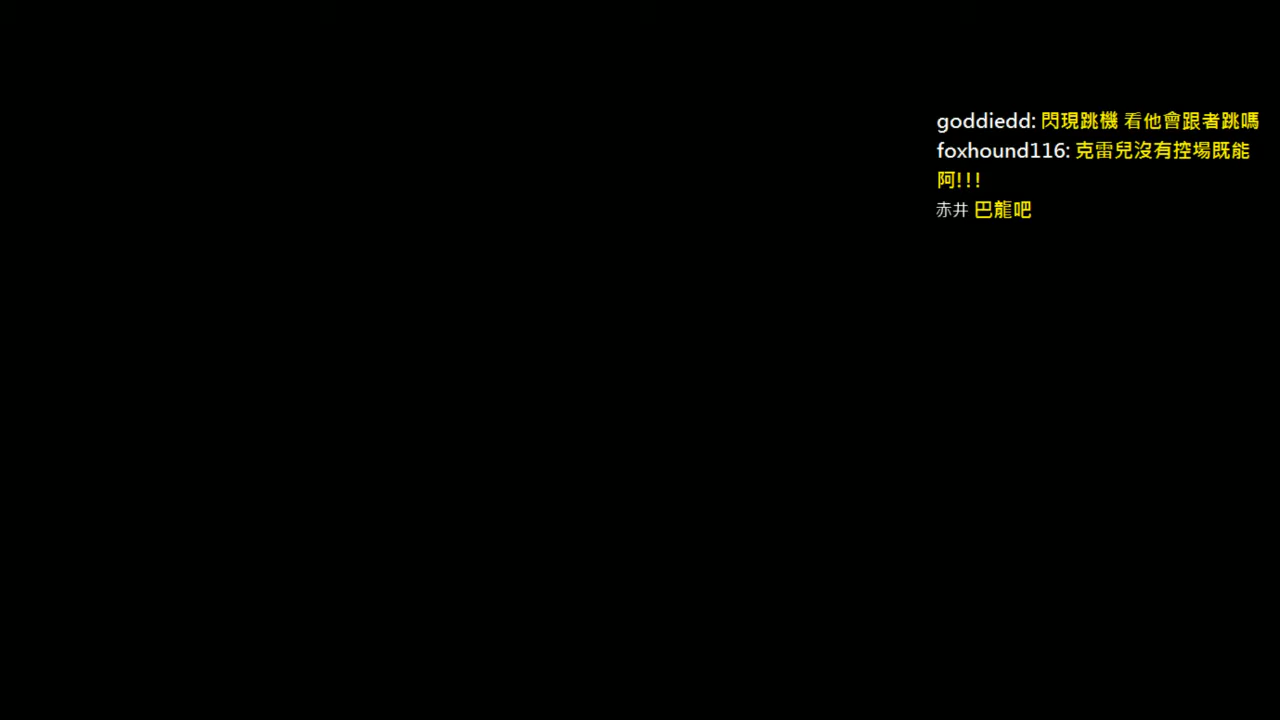 goddiedd: 閃現跳機 看他會跟者跳嗎
foxhound116: 克雷兒沒有控場既能
阿!!!
赤井 巴龍吧